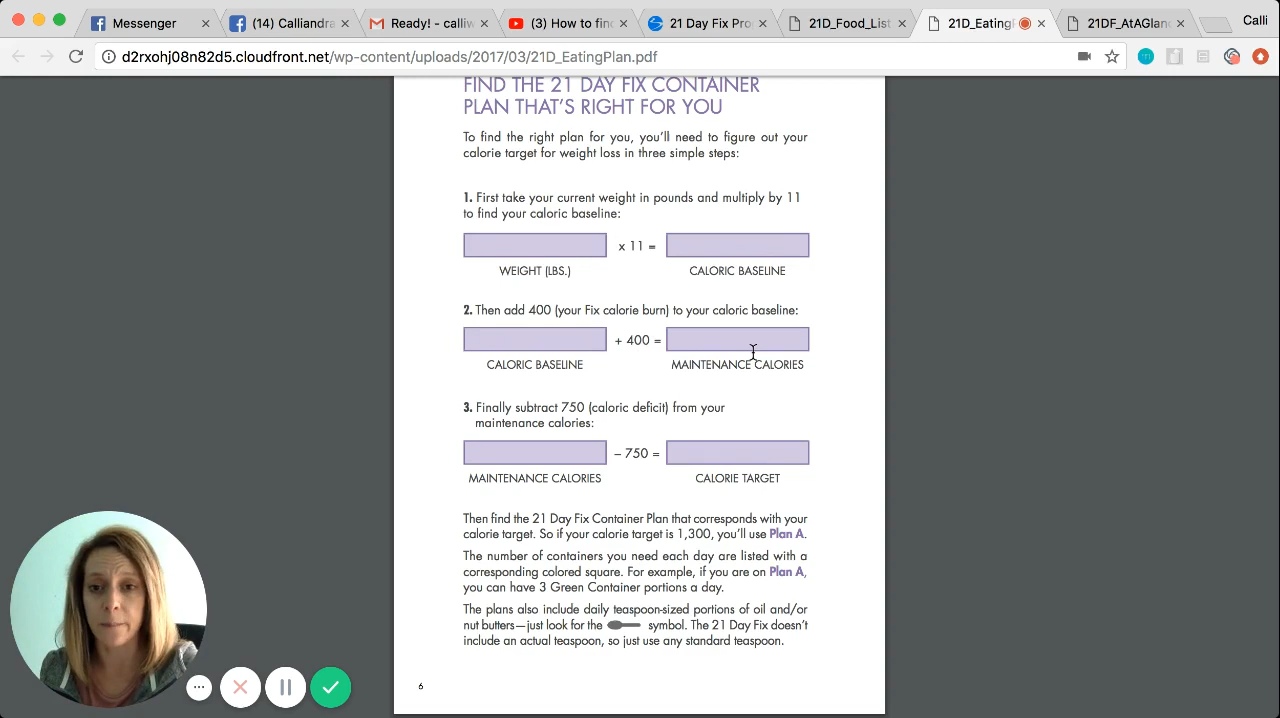 Messenger
(14) Calliandra
Ready! - calliw
(3) How to find
21 Day Fix Pro
21D_Food_List
21D_Eating
21DF_AtAGlanc
Calli
d2rxohj08n82d5.cloudfront.net/wp-content/uploads/2017/03/21D_EatingPlan.pdf
FIND THE 21 DAY FIX CONTAINER
PLAN THAT'S RIGHT FOR YOU
To find the right plan for you, you'll need to figure out your
calorie target for weight loss in three simple steps:
1. First take your current weight in pounds and multiply by 11
to find your caloric baseline:
x 11 =
WEIGHT (LBS.)
CALORIC BASELINE
2. Then add 400 (your Fix calorie burn) to your caloric baseline:
+ 400 =
CALORIC BASELINE
MAINTENANCE CALORIES
3. Finally subtract 750 (caloric deficit) from your
maintenance calories:
– 750 =
MAINTENANCE CALORIES
CALORIE TARGET
Then find the 21 Day Fix Container Plan that corresponds with your
calorie target. So if your calorie target is 1,300, you'll use Plan A.
The number of containers you need each day are listed with a
corresponding colored square. For example, if you are on Plan A,
you can have 3 Green Container portions a day.
The plans also include daily teaspoon-sized portions of oil and/or
nut butters—just look for the symbol. The 21 Day Fix doesn't
include an actual teaspoon, so just use any standard teaspoon.
6